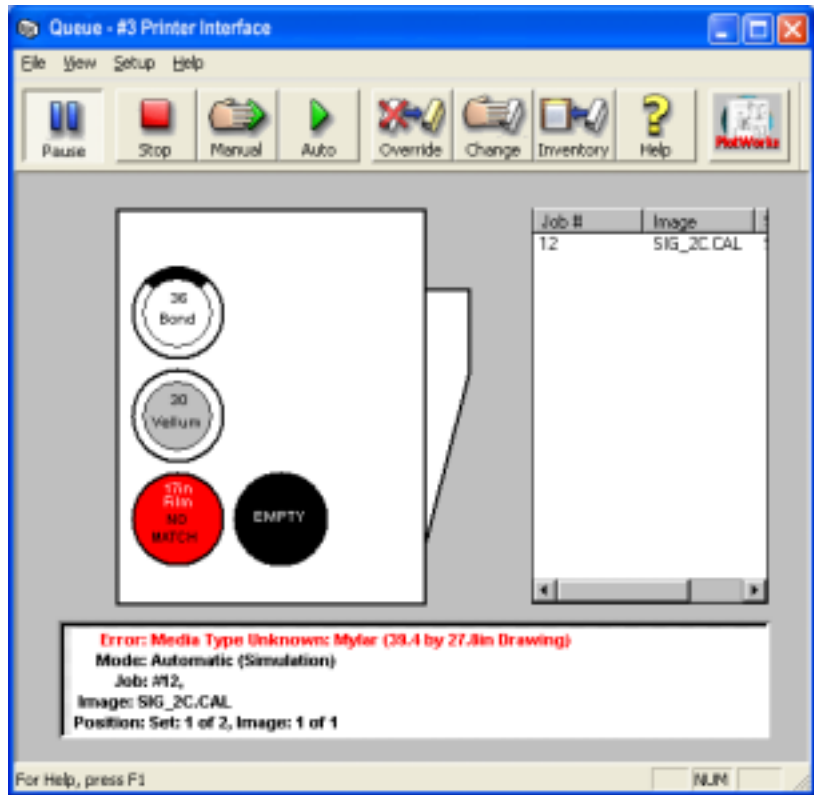 Queue - #3 Printer Interface
File View Setup Help
Pause Stop Manual Auto Override Change Inventory Help PlotWorks
Job # Image
12 SIG_2C.CAL
36
Bond
30
Vellum
17in
Film
NO
MATCH
EMPTY
Error: Media Type Unknown: Mylar (39.4 by 27.8in Drawing)
Mode: Automatic (Simulation)
Job: #12,
Image: SIG_2C.CAL
Position: Set: 1 of 2, Image: 1 of 1
For Help, press F1 NUM